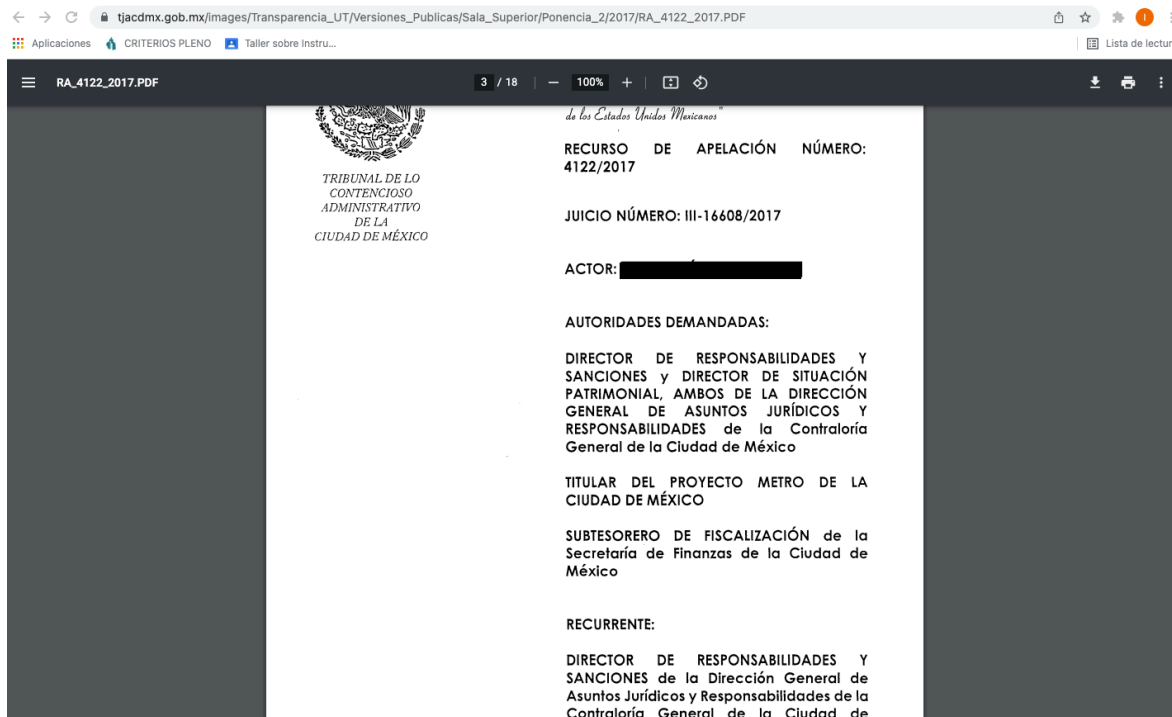 tjacdmx.gob.mx/images/Transparencia_UT/Versiones_Publicas/Sala_Superior/Ponencia_2/2017/RA_4122_2017.PDF
Aplicaciones CRITERIOS PLENO Taller sobre Instru... Lista de lectur
RA_4122_2017.PDF 3 / 18 100%
de los Estados Unidos Mexicanos"
TRIBUNAL DE LO
CONTENCIOSO
ADMINISTRATIVO
DE LA
CIUDAD DE MÉXICO
RECURSO DE APELACIÓN NÚMERO:
4122/2017
JUICIO NÚMERO: III-16608/2017
ACTOR:
AUTORIDADES DEMANDADAS:
DIRECTOR DE RESPONSABILIDADES Y
SANCIONES y DIRECTOR DE SITUACIÓN
PATRIMONIAL, AMBOS DE LA DIRECCIÓN
GENERAL DE ASUNTOS JURÍDICOS Y
RESPONSABILIDADES de la Contraloría
General de la Ciudad de México
TITULAR DEL PROYECTO METRO DE LA
CIUDAD DE MÉXICO
SUBTESORERO DE FISCALIZACIÓN de la
Secretaría de Finanzas de la Ciudad de
México
RECURRENTE:
DIRECTOR DE RESPONSABILIDADES Y
SANCIONES de la Dirección General de
Asuntos Jurídicos y Responsabilidades de la
Contraloría General de la Ciudad de